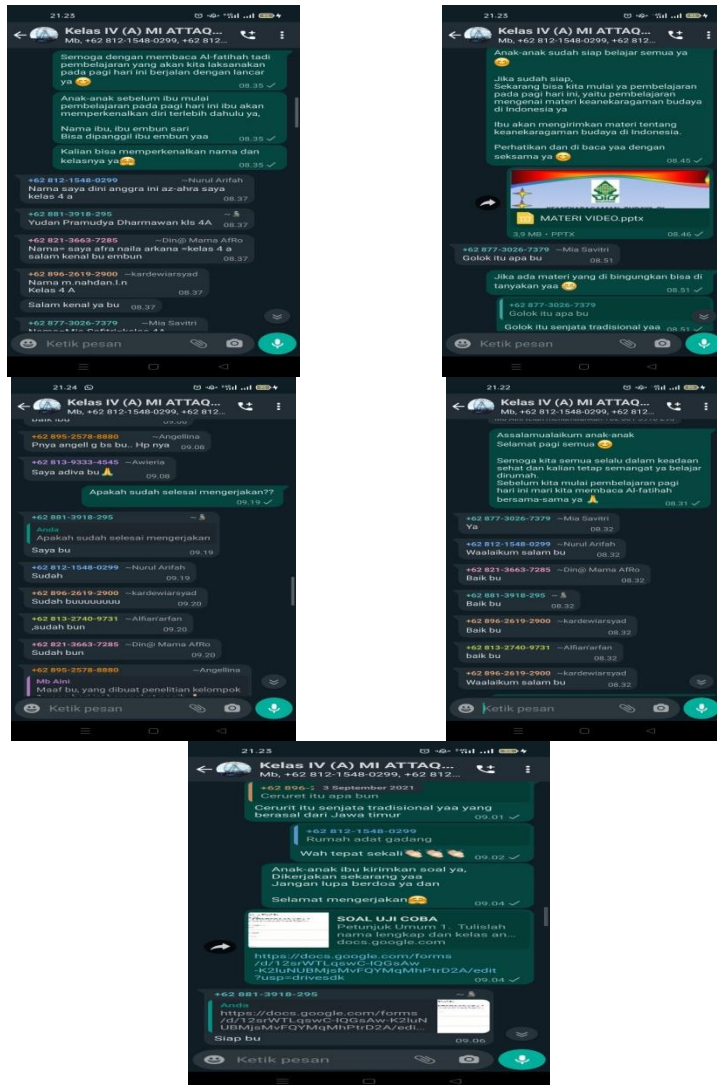 21.23
Kelas IV (A) MI ATTAQ...
Mb, +62 812-1548-0299, +62 812...
Semoga dengan membaca Al-fatihah tadi
pembelajaran yang akan kita laksanakan
pada pagi hari ini berjalan dengan lancar
ya 😊
08.35
Anak-anak sebelum ibu mulai
pembelajaran pada pagi hari ini ibu akan
memperkenalkan diri terlebih dahulu ya,
Nama ibu, ibu embun sari
Bisa dipanggil ibu embun yaa
08.35
Kalian bisa memperkenalkan nama dan
kelasnya ya🤗
08.35
+62 812-1548-0299 ~Nurul Arifah
Nama saya dini anggra ini az-ahra saya
kelas 4 a
08.37
+62 881-3918-295
Yudan Pramudya Dharmawan kls 4A
08.37
+62 821-3663-7285 ~Din@ Mama AfRo
Nama= saya afra naila arkana =kelas 4 a
salam kenal bu embun
08.37
+62 896-2619-2900 ~kardewiarsyad
Nama m.nahdan.l.n
Kelas 4 A
08.37
Salam kenal ya bu
08.37
+62 877-3026-7379 ~Mia Savitri
Nama=Mia Safitri=kelas 4A
Ketik pesan
21.23
Kelas IV (A) MI ATTAQ...
Mb, +62 812-1548-0299, +62 812...
Anak-anak sudah siap belajar semua ya
😊
Jika sudah siap,
Sekarang bisa kita mulai ya pembelajaran
pada pagi hari ini, yaitu pembelajaran
mengenai materi keanekaragaman budaya
di Indonesia ya
Ibu akan mengirimkan materi tentang
keanekaragaman budaya di Indonesia.
Perhatikan dan di baca yaa dengan
seksama ya 😊
08.45
MATERI VIDEO.pptx
3,9 MB • PPTX
08.46
+62 877-3026-7379 ~Mia Savitri
Golok itu apa bu
08.51
Jika ada materi yang di bingungkan bisa di
tanyakan yaa 😊
08.51
+62 877-3026-7379
Golok itu apa bu
Golok itu senjata tradisional yaa
08.51
Ketik pesan
21.24
Kelas IV (A) MI ATTAQ...
Mb, +62 812-1548-0299, +62 812...
baik ibu
+62 895-2578-8880 ~Angellina
Pnya angell g bs bu.. Hp nya
09.08
+62 813-9333-4545 ~Awieria
Saya adiva bu🙏
09.08
Apakah sudah selesai mengerjakan??
09.19
+62 881-3918-295
Anda
Apakah sudah selesai mengerjakan
Saya bu
09.19
+62 812-1548-0299 ~Nurul Arifah
Sudah
09.19
+62 896-2619-2900 ~kardewiarsyad
Sudah buuuuuuuu
09.20
+62 813-2740-9731 ~Alfian'arfan
,sudah bun
09.20
+62 821-3663-7285 ~Din@ Mama AfRo
Sudah bun
09.20
+62 895-2578-8880 ~Angellina
Mb Aini
Maaf bu, yang dibuat penelitian kelompok
Ketik pesan
21.22
Kelas IV (A) MI ATTAQ...
Mb, +62 812-1548-0299, +62 812...
Assalamualaikum anak-anak
Selamat pagi semua 😊
Semoga kita semua selalu dalam keadaan
sehat dan kalian tetap semangat ya belajar
dirumah.
Sebelum kita mulai pembelajaran pagi
hari ini mari kita membaca Al-fatihah
bersama-sama ya 🙏
08.31
+62 877-3026-7379 ~Mia Savitri
Ya
08.32
+62 812-1548-0299 ~Nurul Arifah
Waalaikum salam bu
08.32
+62 821-3663-7285 ~Din@ Mama AfRo
Baik bu
08.32
+62 881-3918-295
Baik bu
08.32
+62 896-2619-2900 ~kardewiarsyad
Baik bu
08.32
+62 813-2740-9731 ~Alfian'arfan
baik bu
08.32
+62 896-2619-2900 ~kardewiarsyad
Waalaikum salam bu
08.32
Ketik pesan
21.23
Kelas IV (A) MI ATTAQ...
Mb, +62 812-1548-0299, +62 812...
3 September 2021
Ceruret itu apa bun
Cerurit itu senjata tradisional yaa yang
berasal dari Jawa timur
09.01
+62 812-1548-0299
Rumah adat gadang
Wah tepat sekali👏👏👏
09.02
Anak-anak ibu kirimkan soal ya,
Dikerjakan sekarang yaa
Jangan lupa berdoa ya dan
Selamat mengerjakan🤗
09.04
SOAL UJI COBA
Petunjuk Umum 1. Tulislah
nama lengkap dan kelas an...
docs.google.com
https://docs.google.com/forms
/d/12srWTLqswC-IQGsAw
-K2luNUBMjsMvFQYMqMhPtrD2A/edit
?usp=drivesdk
09.04
+62 881-3918-295
Anda
https://docs.google.com/forms
/d/12srWTLqswC-IQGsAw-K2luN
UBMjsMvFQYMqMhPtrD2A/edi...
Siap bu
09.06
Ketik pesan